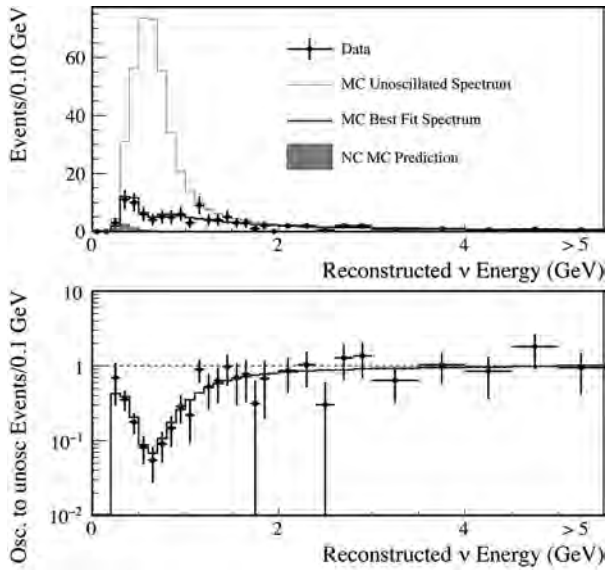 Events/0.10 GeV
60
40
20
0
Data
MC Unoscillated Spectrum
MC Best Fit Spectrum
NC MC Prediction
0 2 4 > 5
Reconstructed ν Energy (GeV)
Osc. to unosc Events/0.1 GeV
10
1
10⁻¹
10⁻²
0 2 4 > 5
Reconstructed ν Energy (GeV)